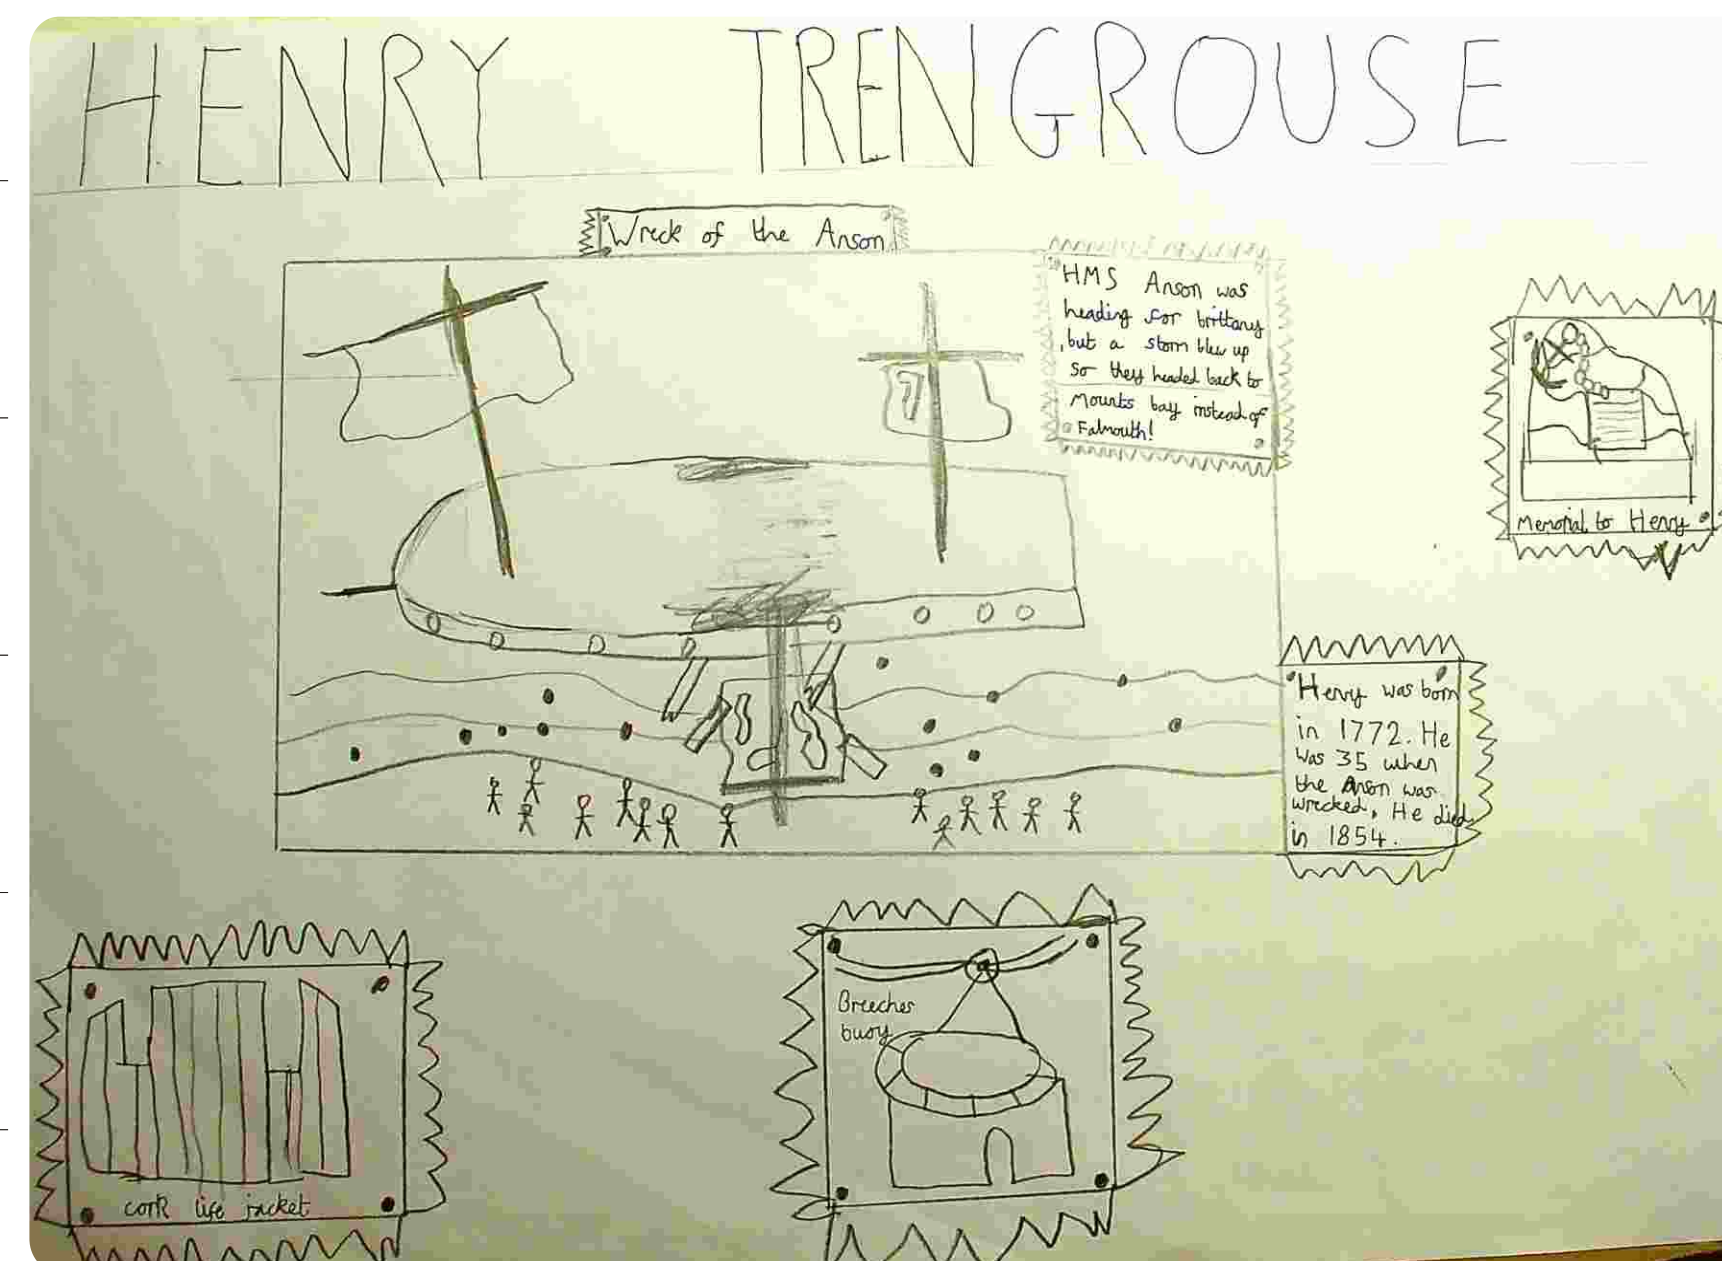 HENRY TRENGROUSE
Wreck of the Anson
HMS Anson was
heading for brittany
, but a storm blew up
so they headed back to
Mounts bay instead of
Falmouth!
Memorial to Henry
Henry was born
in 1772. He
was 35 when
the Anson was
wrecked, He died
in 1854.
Breeches
buoy
cork life jacket